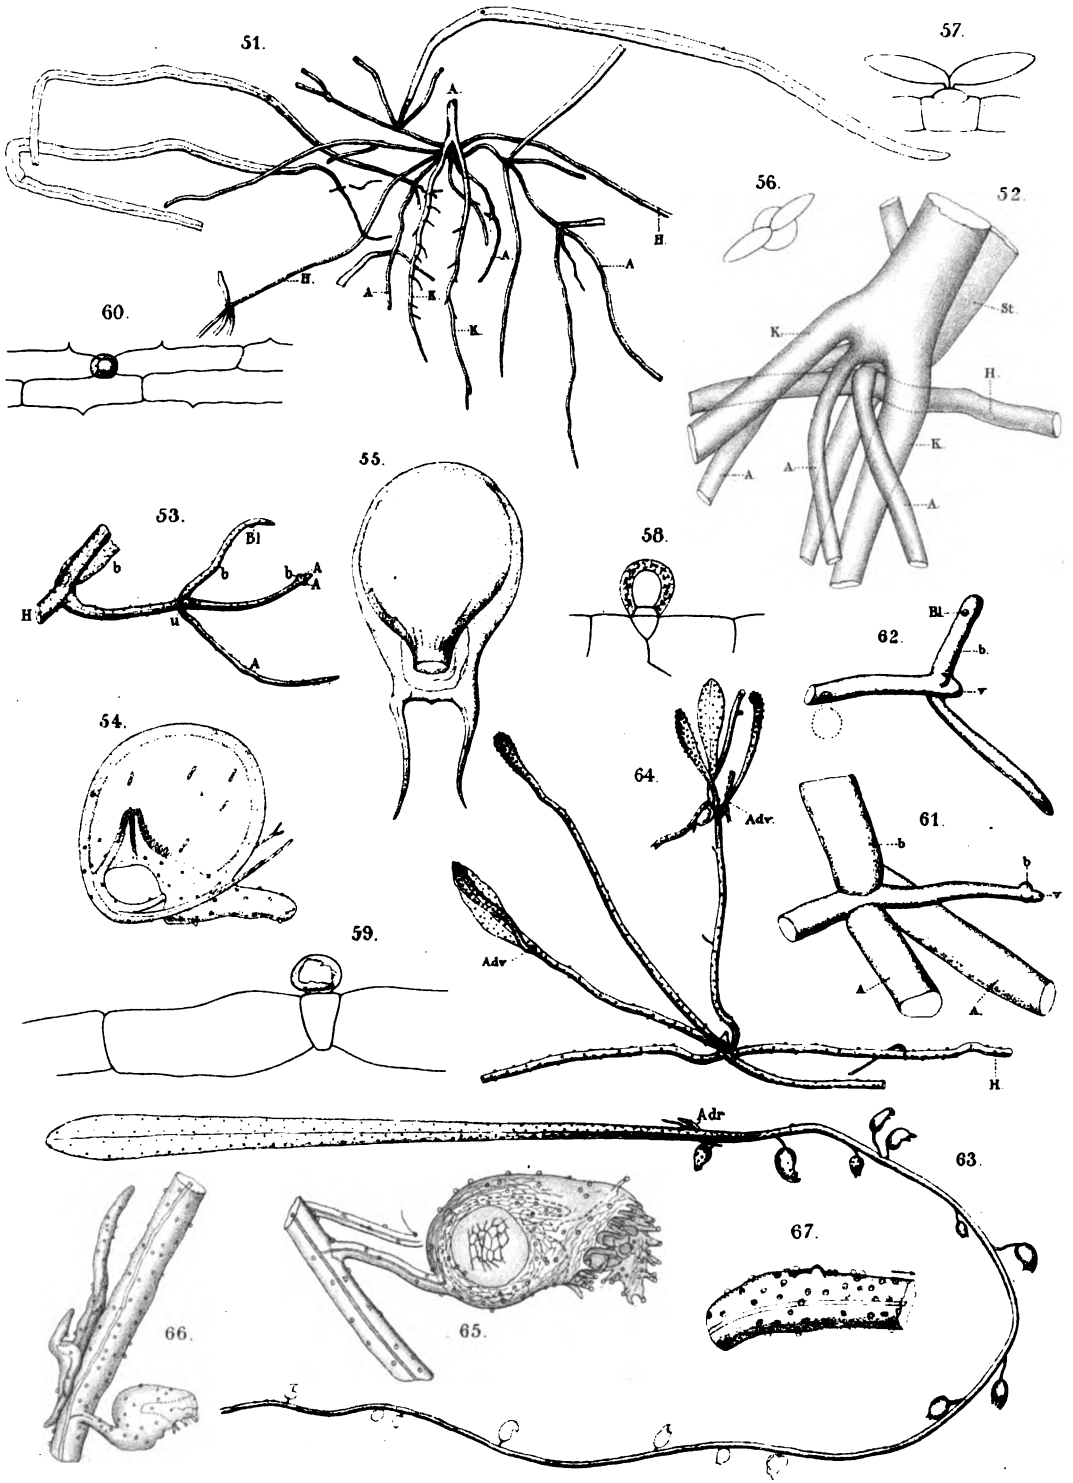 51.
57.
A.
56.
52.
H.
H.
A.
A
A
K.
K.
St.
K.
H.
60.
K.
A.
A.
A.
55.
53.
Bl
b
b
b
A
A
H
u
A
58.
62.
Bl.
b.
v
54.
64.
Adv.
61.
b
b
v
A
A.
59.
Adv
H.
Adr
63.
67.
66.
65.